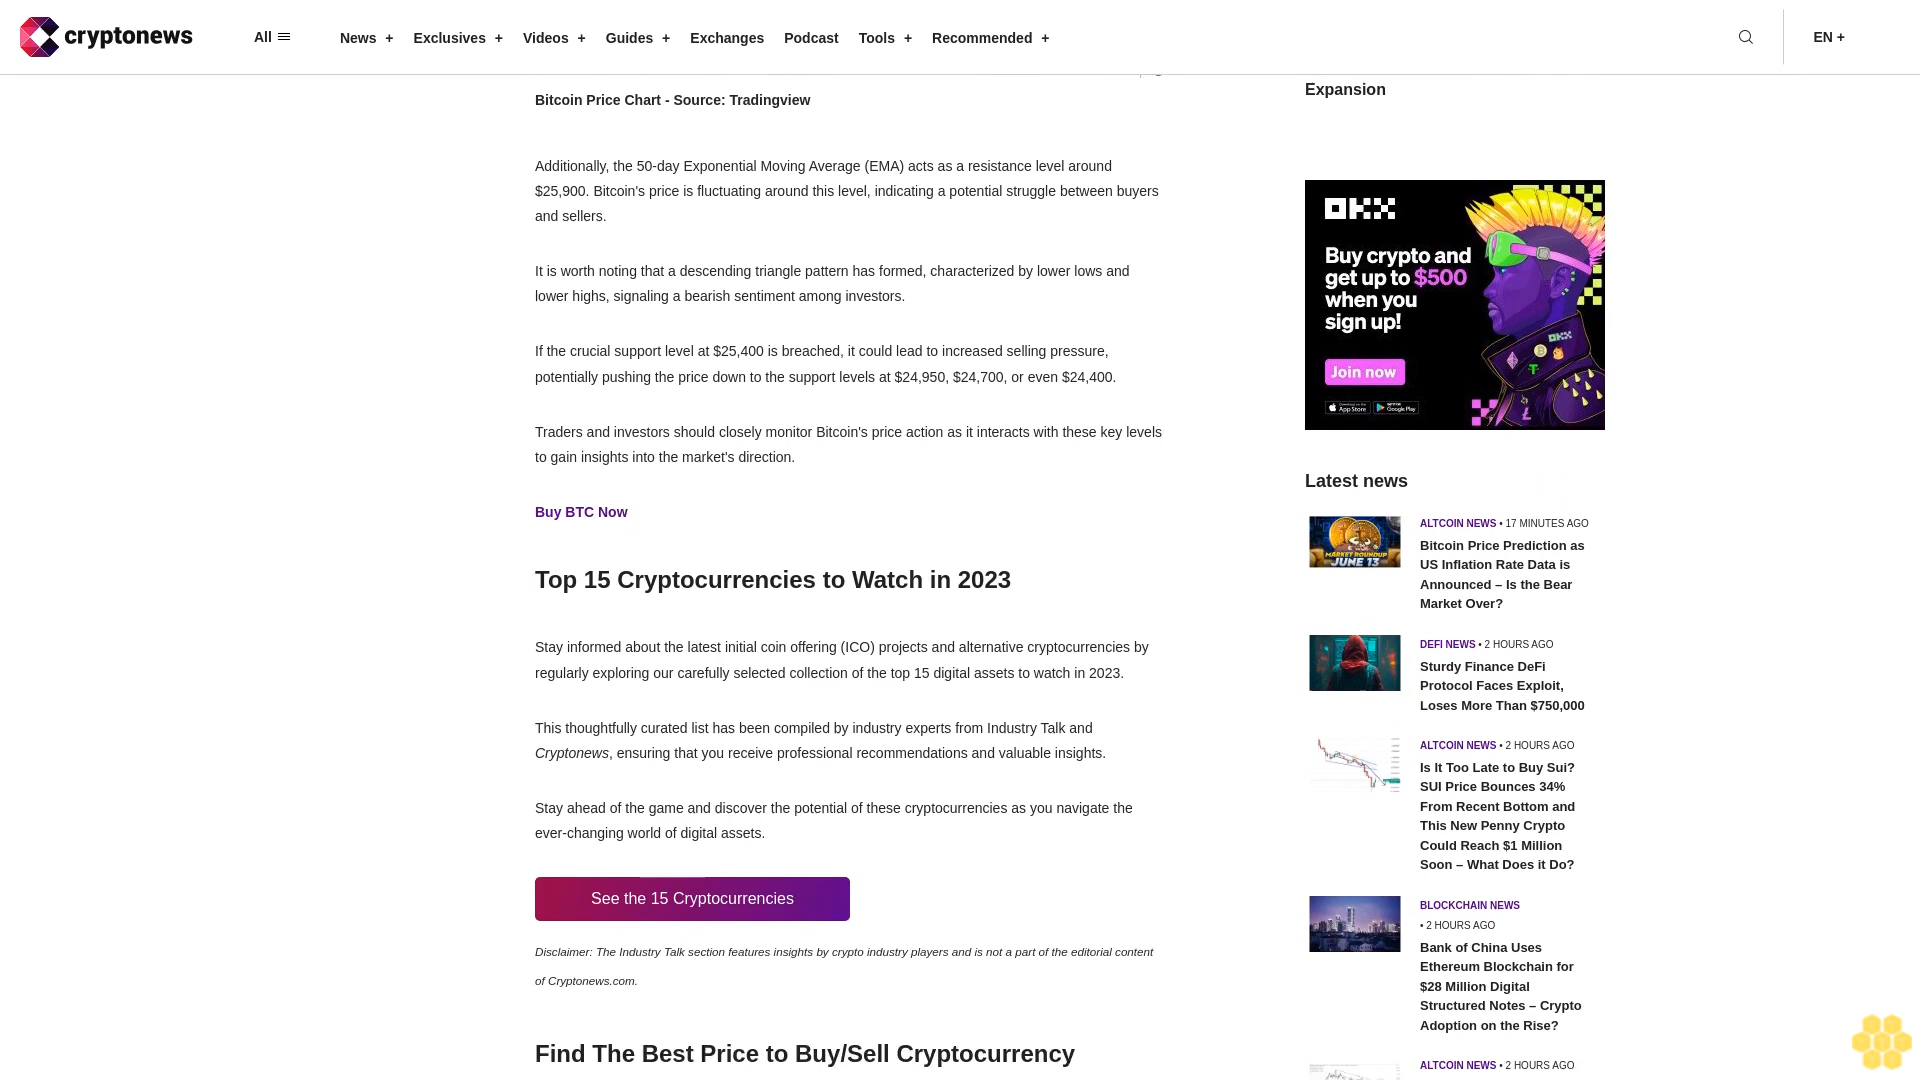 cryptonews
All
News + Exclusives + Videos + Guides + Exchanges Podcast Tools + Recommended +
EN +
Bitcoin Price Chart - Source: Tradingview
Additionally, the 50-day Exponential Moving Average (EMA) acts as a resistance level around
$25,900. Bitcoin's price is fluctuating around this level, indicating a potential struggle between buyers
and sellers.
It is worth noting that a descending triangle pattern has formed, characterized by lower lows and
lower highs, signaling a bearish sentiment among investors.
If the crucial support level at $25,400 is breached, it could lead to increased selling pressure,
potentially pushing the price down to the support levels at $24,950, $24,700, or even $24,400.
Traders and investors should closely monitor Bitcoin's price action as it interacts with these key levels
to gain insights into the market's direction.
Buy BTC Now
Top 15 Cryptocurrencies to Watch in 2023
Stay informed about the latest initial coin offering (ICO) projects and alternative cryptocurrencies by
regularly exploring our carefully selected collection of the top 15 digital assets to watch in 2023.
This thoughtfully curated list has been compiled by industry experts from Industry Talk and
Cryptonews, ensuring that you receive professional recommendations and valuable insights.
Stay ahead of the game and discover the potential of these cryptocurrencies as you navigate the
ever-changing world of digital assets.
See the 15 Cryptocurrencies
Disclaimer: The Industry Talk section features insights by crypto industry players and is not a part of the editorial content
of Cryptonews.com.
Find The Best Price to Buy/Sell Cryptocurrency
Expansion
OKX
Buy crypto and
get up to $500
when you
sign up!
OKX
Join now
Download on the
App Store
GET IT ON
Google Play
Latest news
MARKET ROUNDUP
JUNE 13
ALTCOIN NEWS • 17 MINUTES AGO
Bitcoin Price Prediction as
US Inflation Rate Data is
Announced – Is the Bear
Market Over?
DEFI NEWS • 2 HOURS AGO
Sturdy Finance DeFi
Protocol Faces Exploit,
Loses More Than $750,000
ALTCOIN NEWS • 2 HOURS AGO
Is It Too Late to Buy Sui?
SUI Price Bounces 34%
From Recent Bottom and
This New Penny Crypto
Could Reach $1 Million
Soon – What Does it Do?
BLOCKCHAIN NEWS
• 2 HOURS AGO
Bank of China Uses
Ethereum Blockchain for
$28 Million Digital
Structured Notes – Crypto
Adoption on the Rise?
ALTCOIN NEWS • 2 HOURS AGO